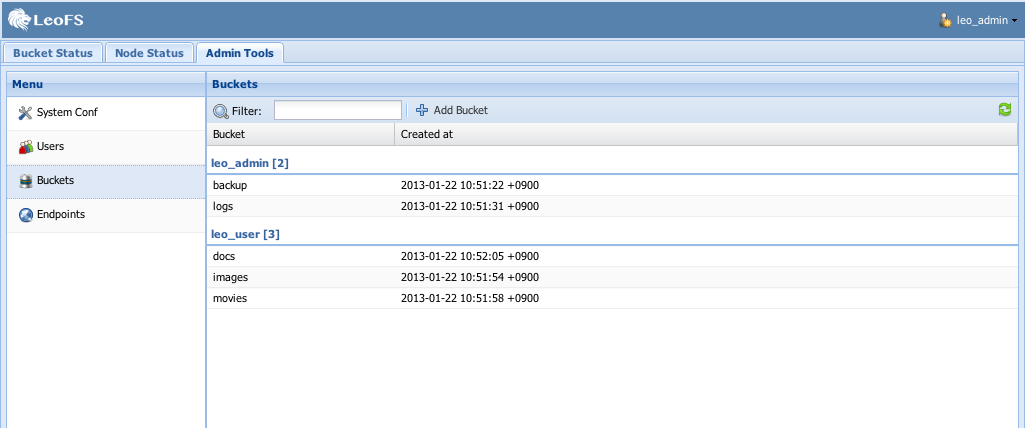 LeoFS
leo_admin
Bucket Status Node Status Admin Tools
Menu
System Conf
Users
Buckets
Endpoints
Buckets
Filter: Add Bucket
Bucket Created at
leo_admin [2]
backup 2013-01-22 10:51:22 +0900
logs 2013-01-22 10:51:31 +0900
leo_user [3]
docs 2013-01-22 10:52:05 +0900
images 2013-01-22 10:51:54 +0900
movies 2013-01-22 10:51:58 +0900